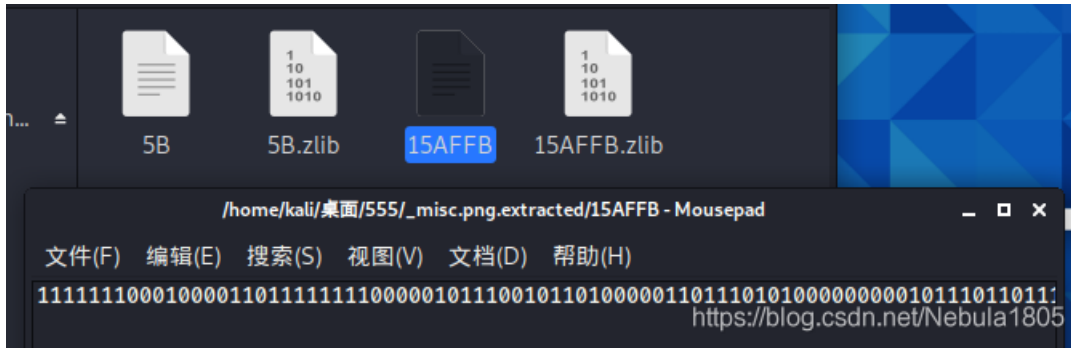 1
10
101
1010
1
10
101
1010
n...
5B
5B.zlib
15AFFB
15AFFB.zlib
/home/kali/桌面/555/_misc.png.extracted/15AFFB - Mousepad
文件(F) 编辑(E) 搜索(S) 视图(V) 文档(D) 帮助(H)
1111111000100001101111111110000010111001011010000011011101010000000000101110110111
https://blog.csdn.net/Nebula1805